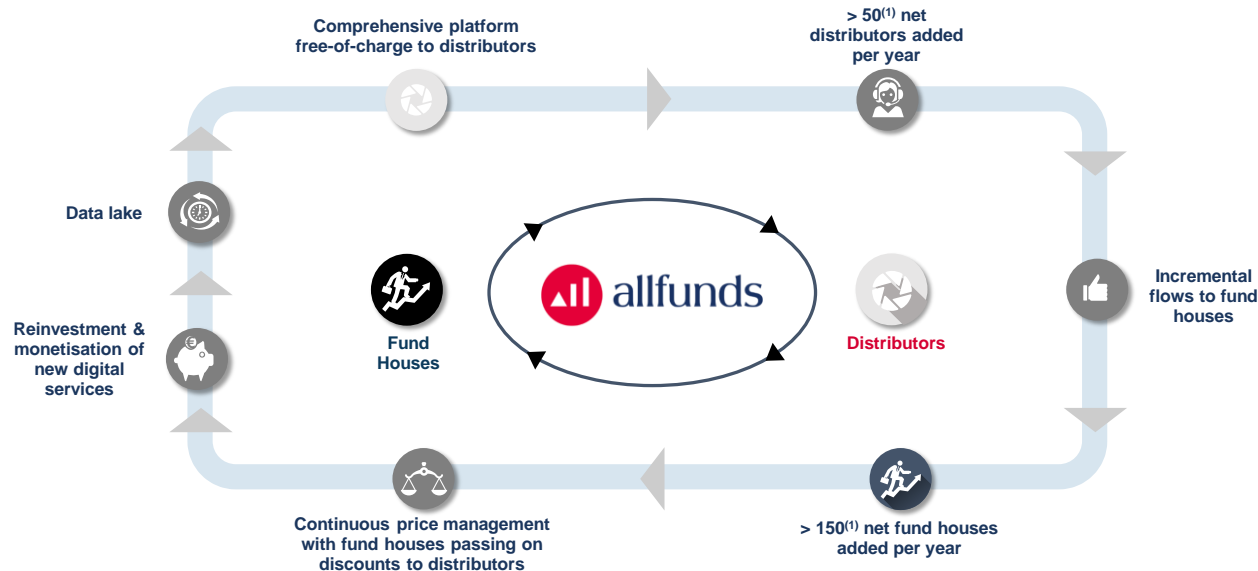 Comprehensive platform
free-of-charge to distributors
> 50(1) net
distributors added
per year
Data lake
allfunds
Fund
Houses
Distributors
Incremental
flows to fund
houses
Reinvestment &
monetisation of
new digital
services
Continuous price management
with fund houses passing on
discounts to distributors
> 150(1) net fund houses
added per year